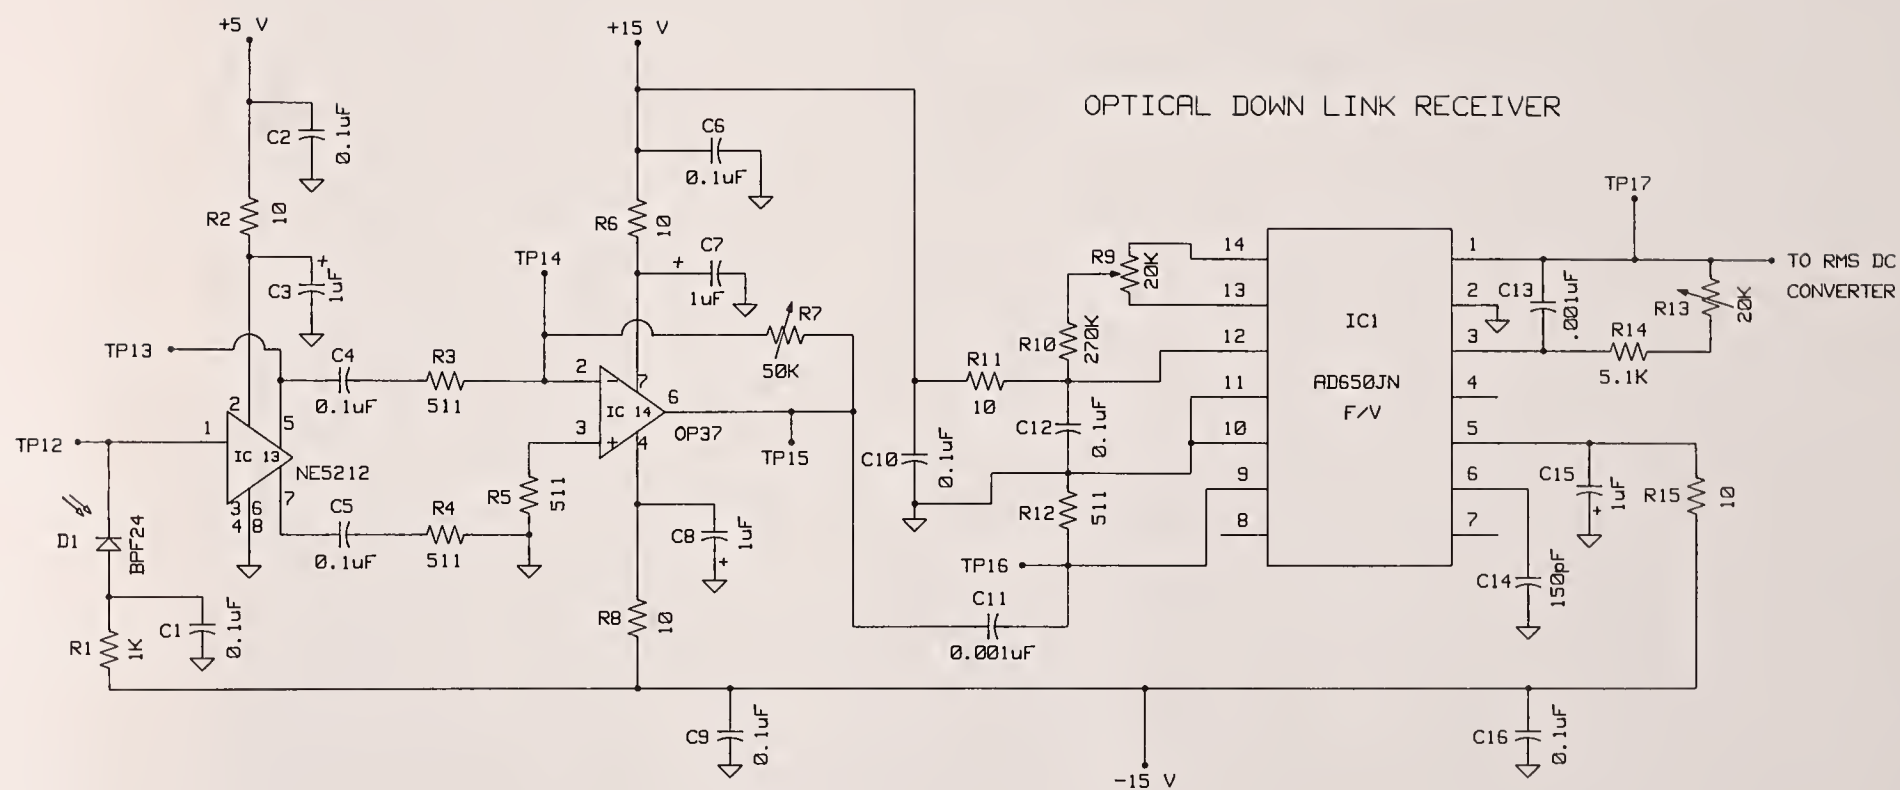 OPTICAL DOWN LINK RECEIVER
+5 V
C2
0.1uF
R2
10
+
C3
1uF
TP13
C4
0.1uF
R3
511
TP12
1
2
5
IC 13
NE5212
3
4
6
8
7
C5
0.1uF
R4
511
R5
511
D1
BPF24
R1
1K
C1
0.1uF
+15 V
C6
0.1uF
R6
10
+
C7
1uF
TP14
R7
50K
2
-
7
IC 14
6
3
+
4
OP37
TP15
C8
1uF
+
R8
10
C9
0.1uF
C10
0.1uF
R11
10
R9
20K
R10
270K
C12
0.1uF
R12
511
TP16
C11
0.001uF
-15 V
14
13
12
11
10
9
8
IC1
AD650JN
F/V
1
2
3
4
5
6
7
TP17
TO RMS DC
CONVERTER
C13
.001uF
R13
20K
R14
5.1K
C15
1uF
+
R15
10
C14
150pF
C16
0.1uF